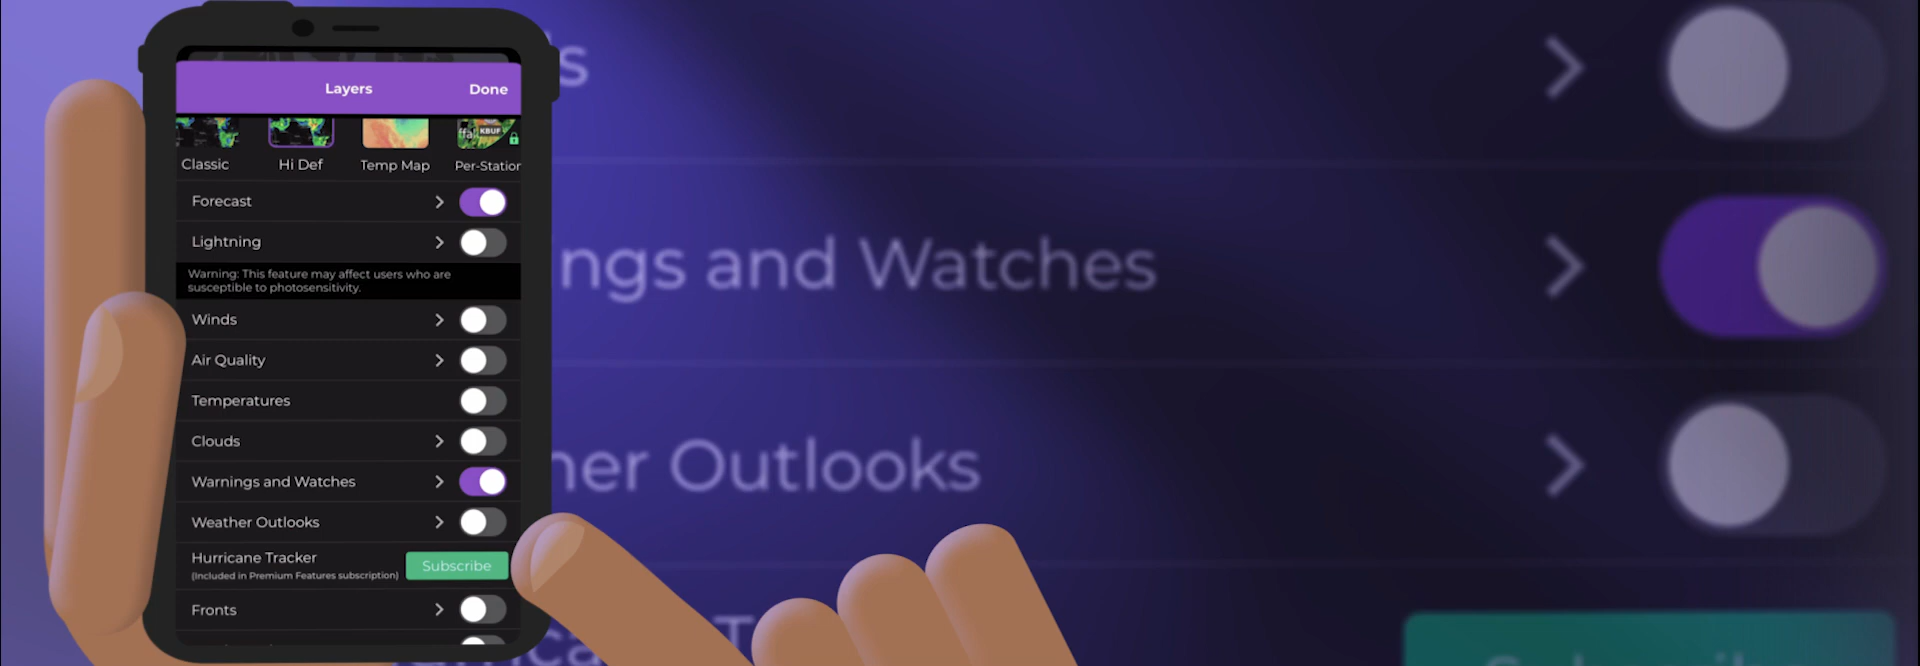 Layers
Done
Classic
Hi Def
Temp Map
Per-Station
KBUF
Forecast
Lightning
Warning: This feature may affect users who are
susceptible to photosensitivity.
Winds
Air Quality
Temperatures
Clouds
Warnings and Watches
Weather Outlooks
Hurricane Tracker
(Included in Premium Features subscription)
Subscribe
Fronts
ngs and Watches
her Outlooks